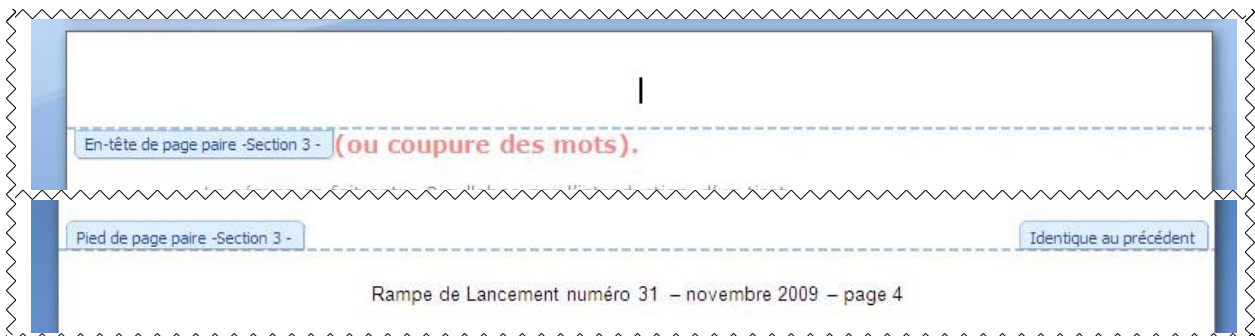 En-tête de page paire -Section 3 - (ou coupure des mots).
Pied de page paire -Section 3 - Identique au précédent
Rampe de Lancement numéro 31 – novembre 2009 – page 4